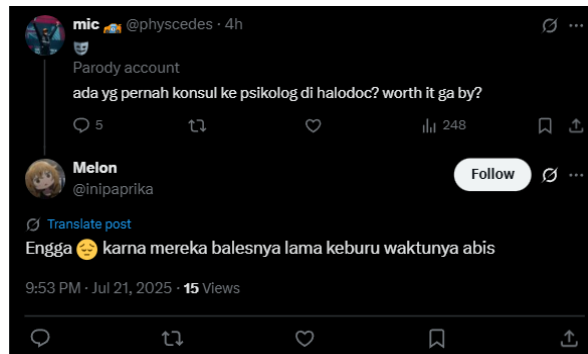 mic @physcedes · 4h
Parody account
ada yg pernah konsul ke psikolog di halodoc? worth it ga by?
5 248
Melon
@inipaprika
Follow
Translate post
Engga 😔 karna mereka balesnya lama keburu waktunya abis
9:53 PM · Jul 21, 2025 · 15 Views